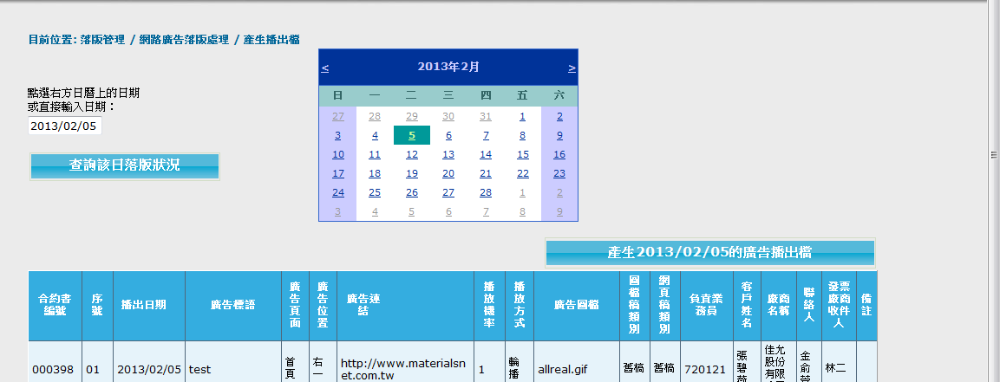 目前位置: 落版管理 / 網路廣告落版處理 / 產生播出檔
點選右方日曆上的日期
或直接輸入日期：
2013/02/05
查詢該日落版狀況
< 2013年2月 >
日 一 二 三 四 五 六
27 28 29 30 31 1 2
3 4 5 6 7 8 9
10 11 12 13 14 15 16
17 18 19 20 21 22 23
24 25 26 27 28 1 2
3 4 5 6 7 8 9
產生2013/02/05的廣告播出檔
合約書編號 序號 播出日期 廣告標語 廣告頁面 廣告位置 廣告連結 播放機率 播放方式 廣告圖檔 圖檔稿類別 網頁稿類別 負責業務員 客戶姓名 廠商名稱 聯絡人 發票廠商收件人 備註
000398 01 2013/02/05 test 首頁 右一 http://www.materialsnet.com.tw 1 輪播 allreal.gif 舊稿 舊稿 720121 張碧 佳允股份有限 金俞 林二